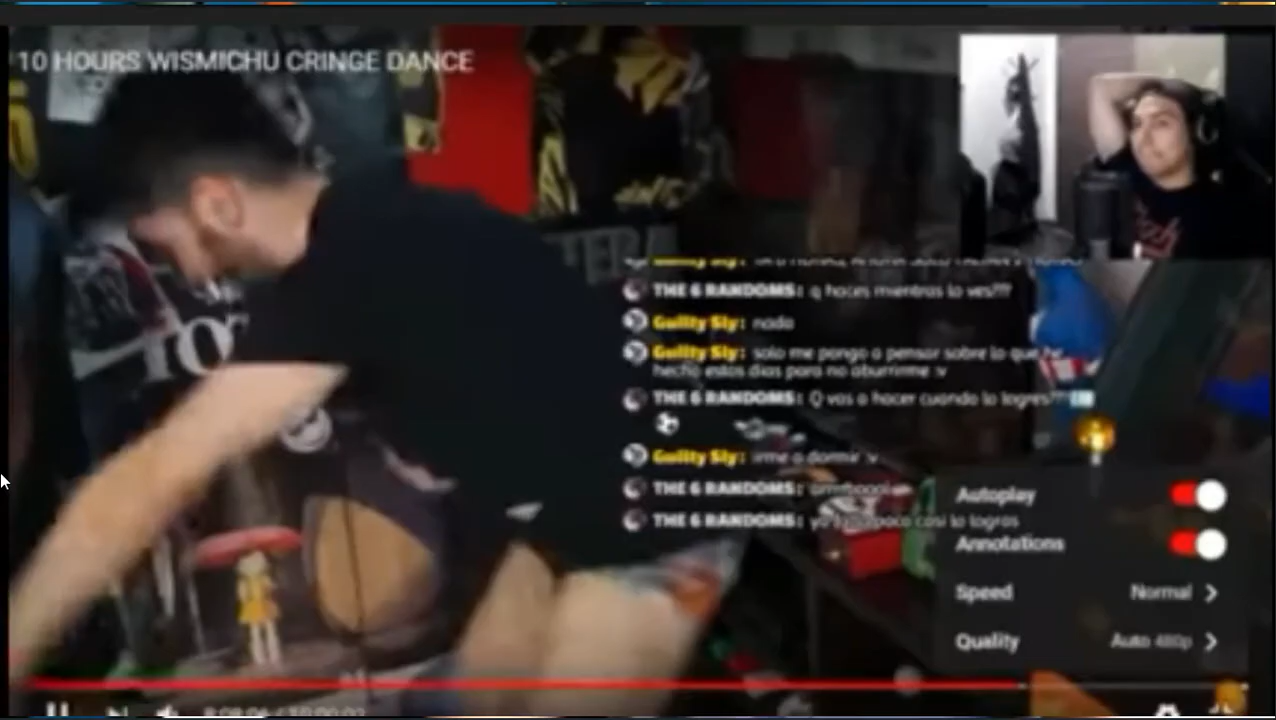 10 HOURS WISMICHU CRINGE DANCE
THE 6 RANDOMS: q haces mientras lo ves???
Guilty Sly: nada
Guilty Sly: solo me pongo a pensar sobre lo que he
hecho estos dias para no aburrirme :v
THE 6 RANDOMS: Q vas a hacer cuando lo logres??
Guilty Sly: irme a dormir :v
THE 6 RANDOMS:
THE 6 RANDOMS: ya casi lo logras
Autoplay
Annotations
Speed Normal
Quality Auto 480p